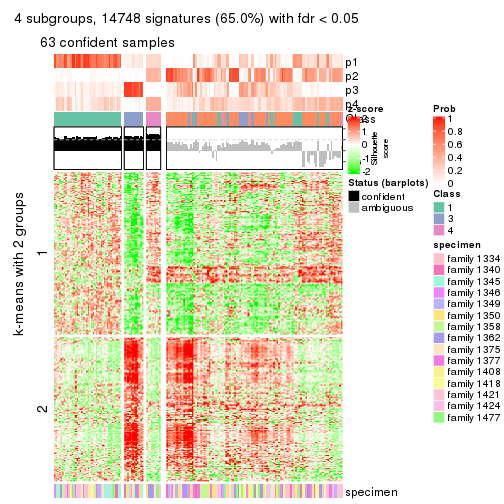 4 subgroups, 14748 signatures (65.0%) with fdr < 0.05
63 confident samples
p1
p2
p3
p4
Class
k-means with 2 groups
1
2
specimen
z-score
2
1
0
-1
-2
Silhouette
score
Status (barplots)
confident
ambiguous
Prob
1
0.8
0.6
0.4
0.2
0
Class
1
3
4
specimen
family 1334
family 1340
family 1345
family 1346
family 1349
family 1350
family 1358
family 1362
family 1375
family 1377
family 1408
family 1418
family 1421
family 1424
family 1477